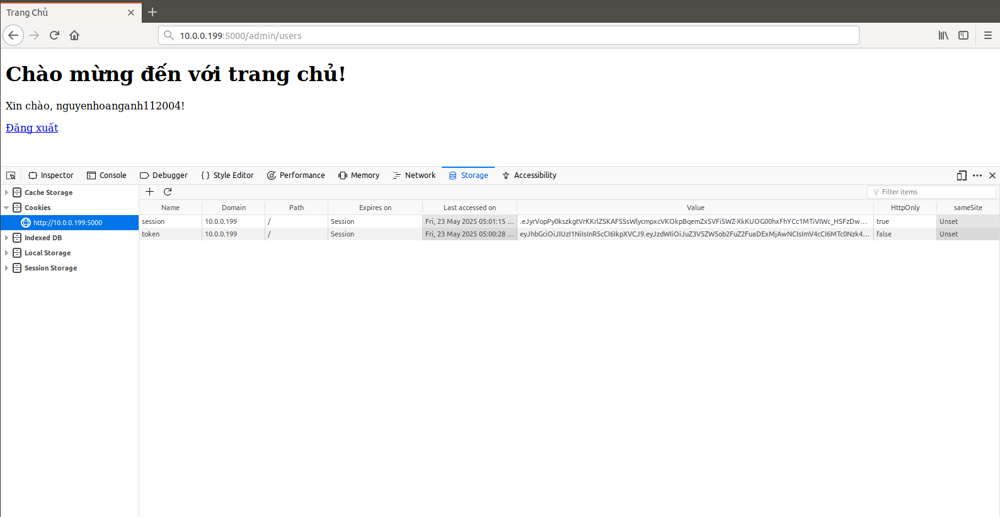 Trang Chủ
10.0.0.199:5000/admin/users
Chào mừng đến với trang chủ!
Xin chào, nguyenhoanganh112004!
Đăng xuất
Inspector Console Debugger Style Editor Performance Memory Network Storage Accessibility
Cache Storage
Cookies
http://10.0.0.199:5000
Indexed DB
Local Storage
Session Storage
Filter items
Name Domain Path Expires on Last accessed on Value HttpOnly sameSite
session 10.0.0.199 / Session Fri, 23 May 2025 05:01:15 ... .eJyrVopPy0kszkgtVrKKrlZSKAFSSsWlycmpxcVKOkpBqemZxSVFiSWZ-XkKUOG00hxFhYCc1MTiVIWc_HSFzDw... true Unset
token 10.0.0.199 / Session Fri, 23 May 2025 05:00:28 ... eyJhbGciOiJIUzI1NiIsInR5cCI6IkpXVCJ9.eyJzdWIiOiJuZ3V5ZW5ob2FuZ2FuaDExMjAwNCIsImV4cCI6MTc0Nzk4... false Unset